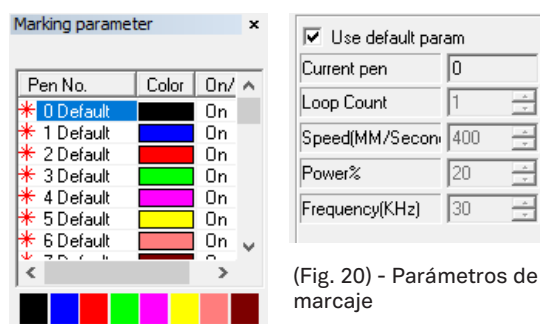 Marking parameter x
Pen No. Color On/
0 Default On
1 Default On
2 Default On
3 Default On
4 Default On
5 Default On
6 Default On
Use default param
Current pen 0
Loop Count 1
Speed(MM/Secon 400
Power% 20
Frequency(KHz) 30
(Fig. 20) - Parámetros de
marcaje